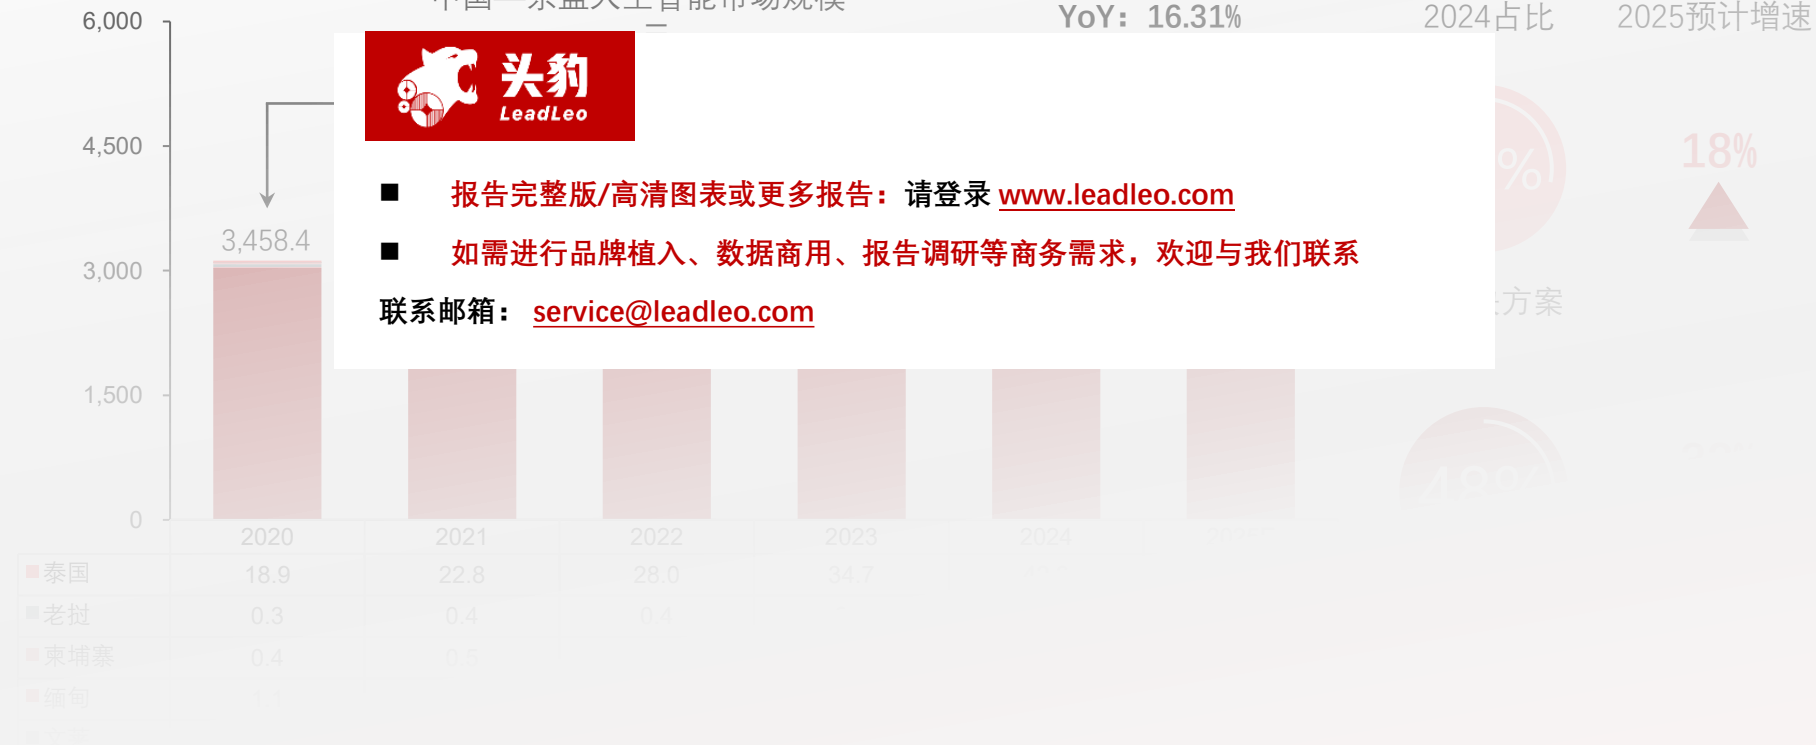 YoY：16.31%
2024占比
2025预计增速
6,000
4,500
3,000
1,500
0
3,458.4
头豹
LeadLeo
■ 报告完整版/高清图表或更多报告：请登录 www.leadleo.com
■ 如需进行品牌植入、数据商用、报告调研等商务需求，欢迎与我们联系
联系邮箱： service@leadleo.com
%
18%
方案
48%
2020 2021 2022 2023 2024
泰国 18.9 22.8 28.0 34.7
老挝 0.3 0.4 0.4
柬埔寨 0.4 0.5
缅甸 1.1